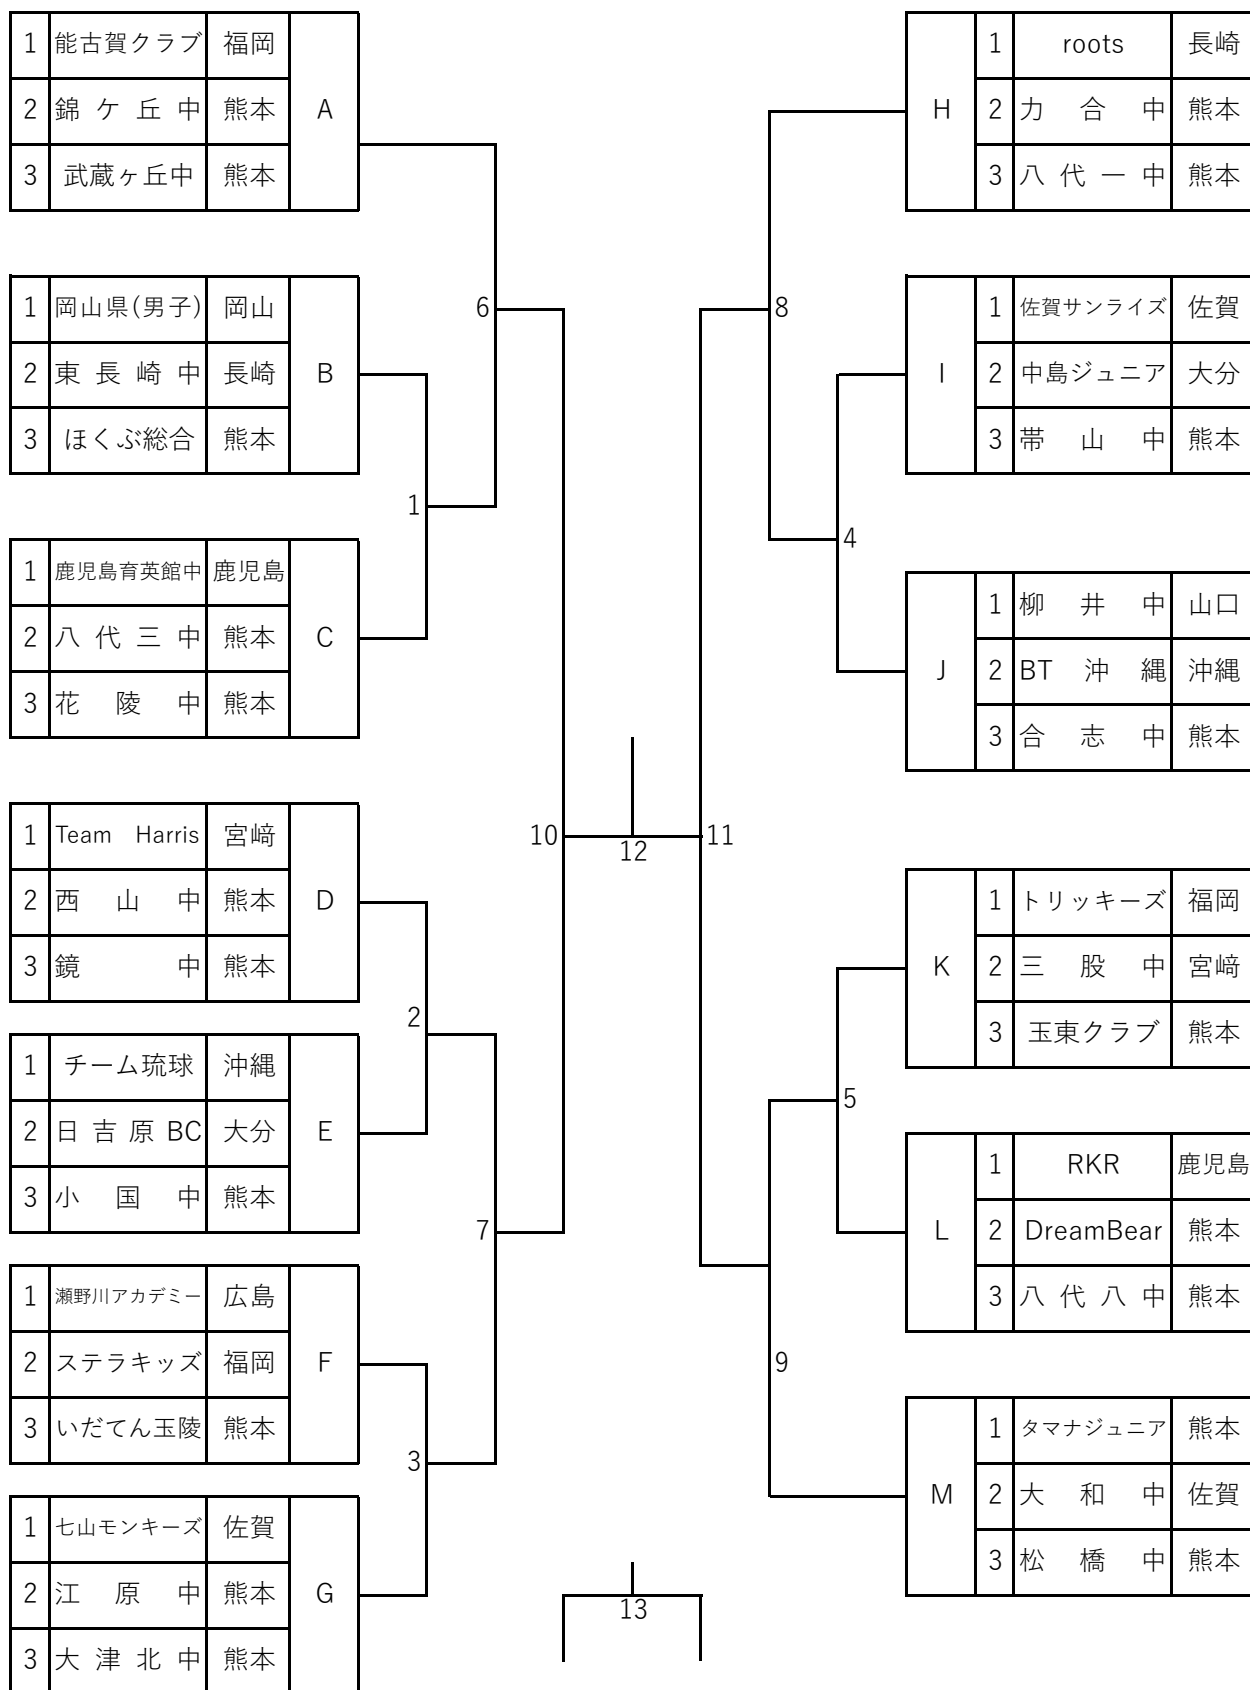 1 能古賀クラブ 福岡
2 錦ケ丘中 熊本 A
3 武蔵ヶ丘中 熊本
1 岡山県(男子) 岡山
2 東長崎中 長崎 B
3 ほくぶ総合 熊本
1 鹿児島育英館中 鹿児島
2 八代三中 熊本 C
3 花陵中 熊本
1 Team Harris 宮﨑
2 西山中 熊本 D
3 鏡中 熊本
1 チーム琉球 沖縄
2 日吉原BC 大分 E
3 小国中 熊本
1 瀬野川アカデミー 広島
2 ステラキッズ 福岡 F
3 いだてん玉陵 熊本
1 七山モンキーズ 佐賀
2 江原中 熊本 G
3 大津北中 熊本
6
1
2
7
3
10
12
11
13
8
4
5
9
1 roots 長崎
H 2 力合中 熊本
3 八代一中 熊本
1 佐賀サンライズ 佐賀
I 2 中島ジュニア 大分
3 帯山中 熊本
1 柳井中 山口
J 2 BT沖縄 沖縄
3 合志中 熊本
1 トリッキーズ 福岡
K 2 三股中 宮﨑
3 玉東クラブ 熊本
1 RKR 鹿児島
L 2 DreamBear 熊本
3 八代八中 熊本
1 タマナジュニア 熊本
M 2 大和中 佐賀
3 松橋中 熊本